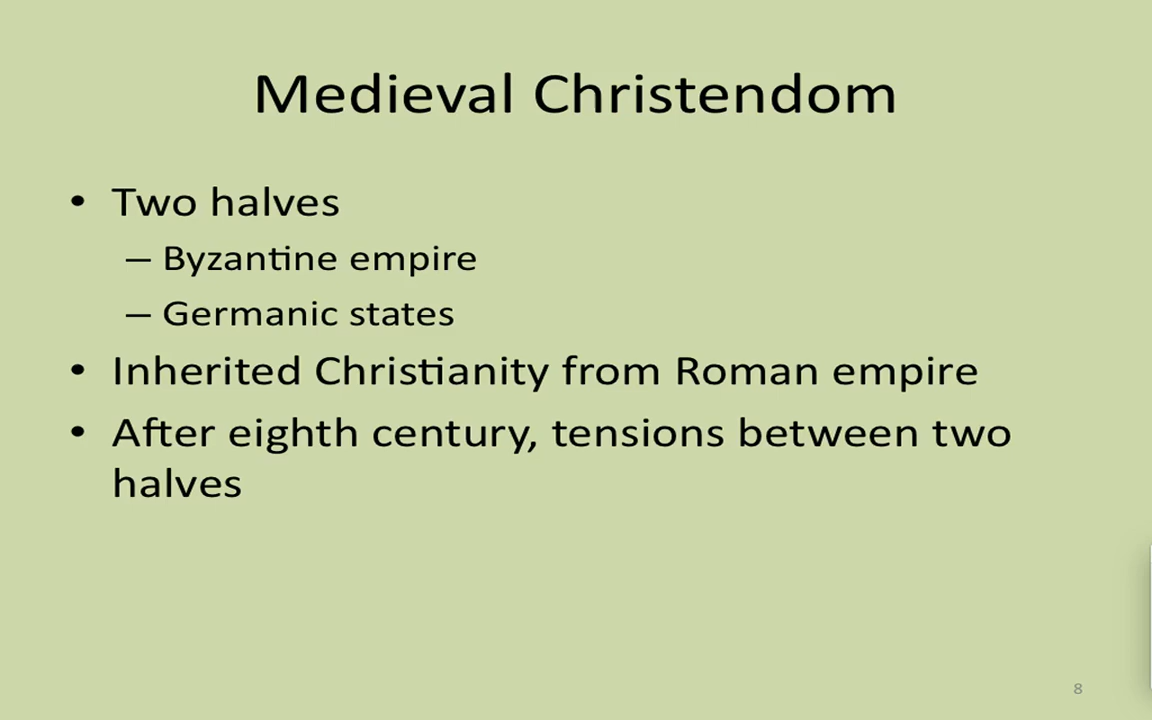 Medieval Christendom
• Two halves
– Byzantine empire
– Germanic states
• Inherited Christianity from Roman empire
• After eighth century, tensions between two
halves
8